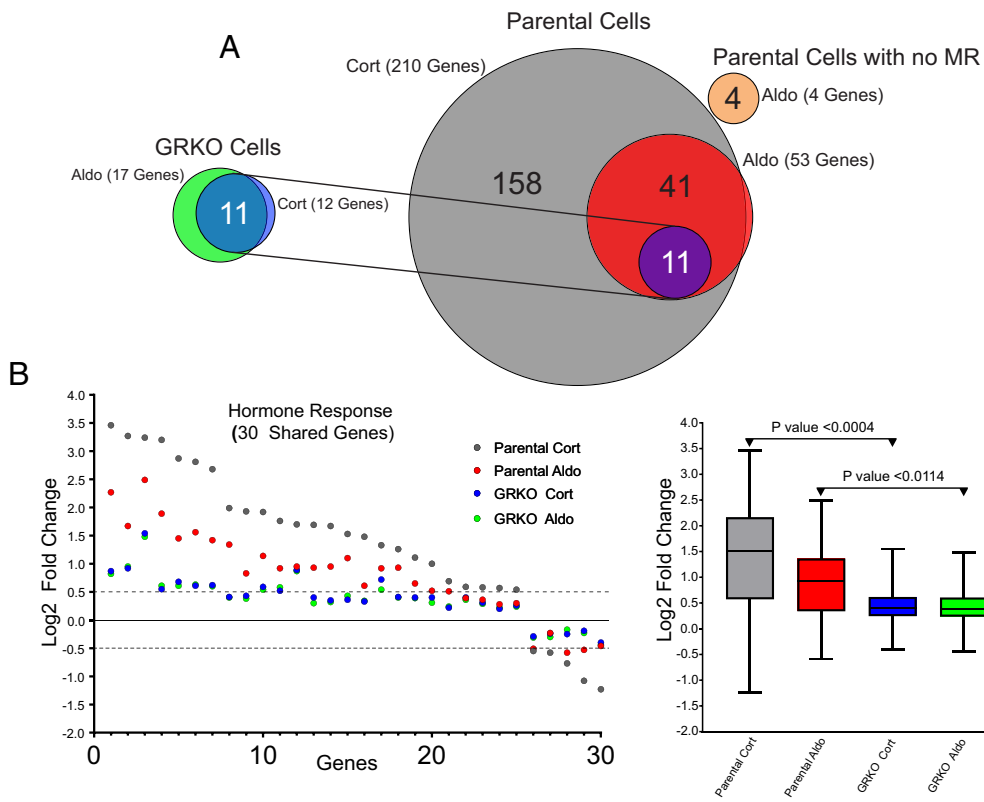 A
Parental Cells
Cort (210 Genes)
Parental Cells with no MR
4
Aldo (4 Genes)
GRKO Cells
Aldo (17 Genes)
11
Cort (12 Genes)
158
41
Aldo (53 Genes)
11
B
Hormone Response
(30 Shared Genes)
Parental Cort
Parental Aldo
GRKO Cort
GRKO Aldo
Log2 Fold Change
4.0
3.5
3.0
2.5
2.0
1.5
1.0
0.5
0.0
-0.5
-1.0
-1.5
-2.0
0
10
20
30
Genes
Log2 Fold Change
4.0
3.5
3.0
2.5
2.0
1.5
1.0
0.5
0.0
-0.5
-1.0
-1.5
-2.0
P value <0.0004
P value <0.0114
Parental Cort
Parental Aldo
GRKO Cort
GRKO Aldo